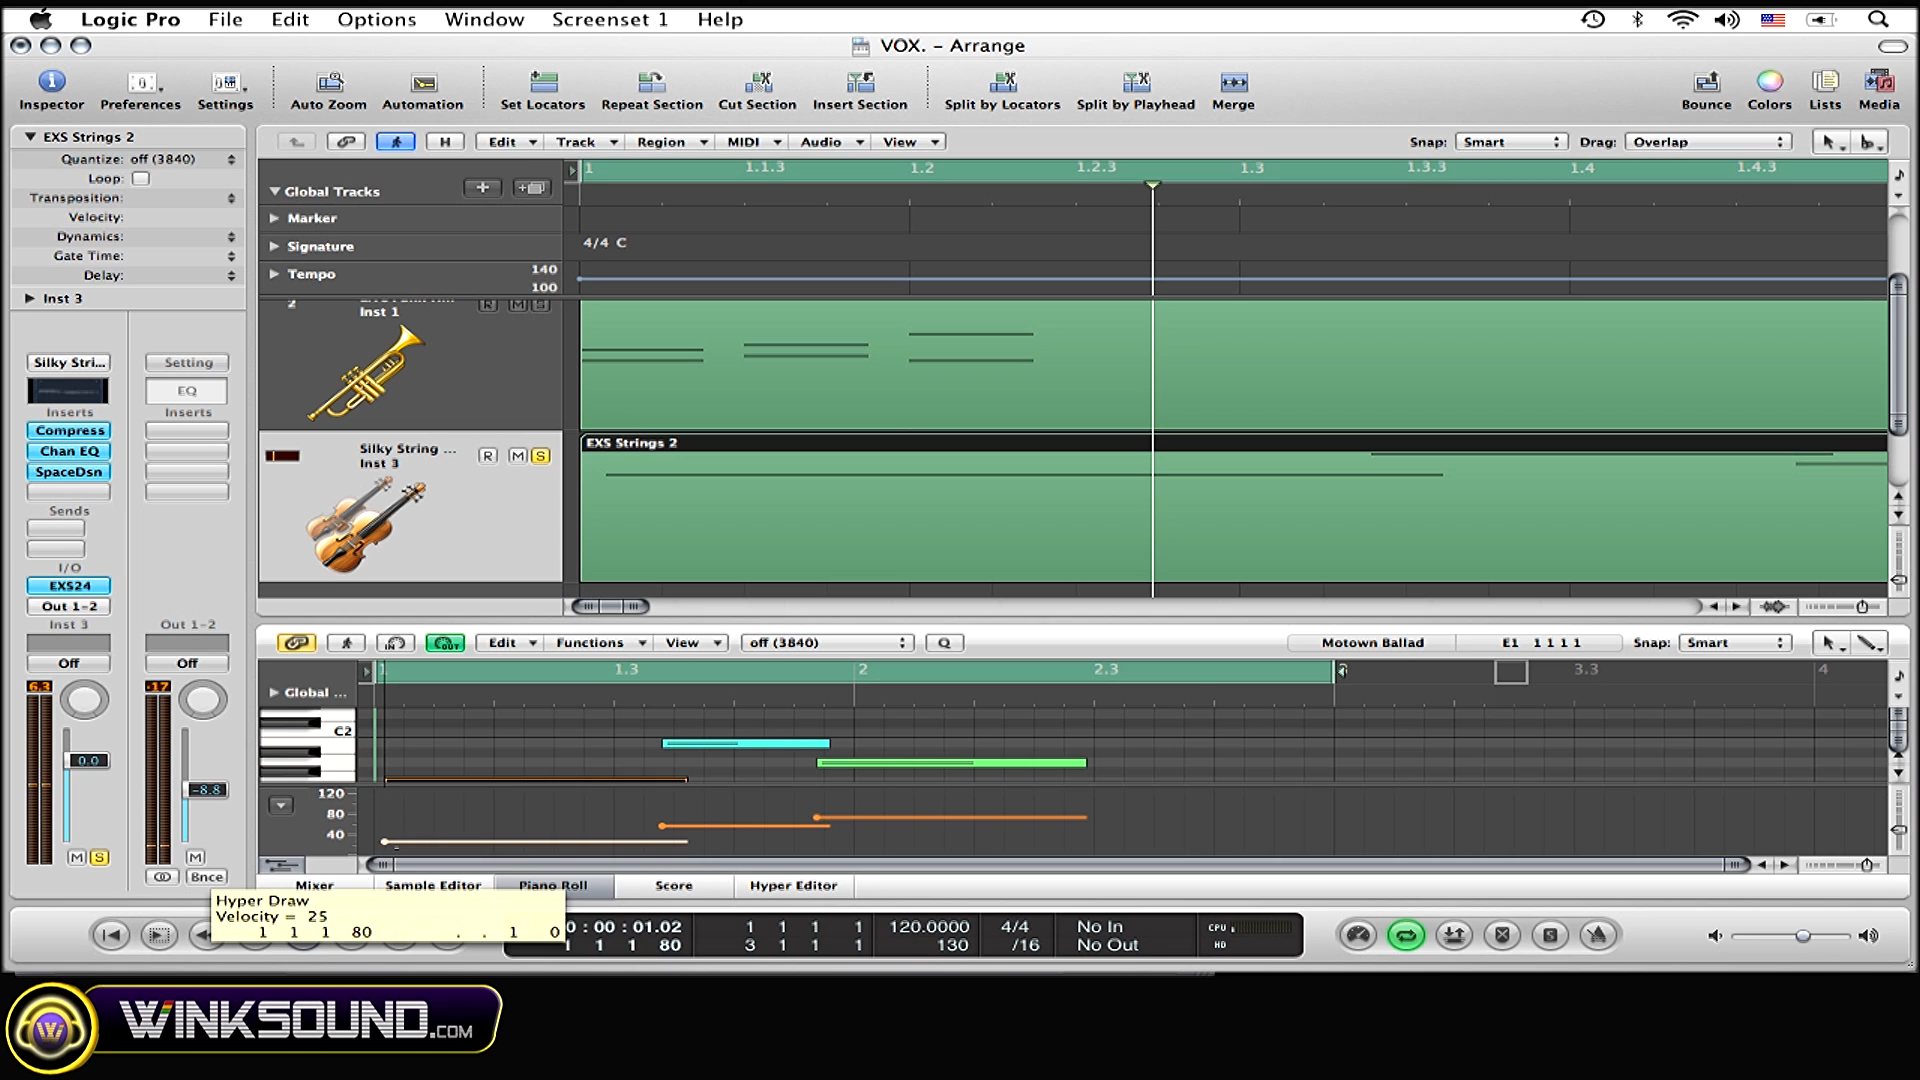 Logic Pro File Edit Options Window Screenset 1 Help
VOX. - Arrange
Inspector Preferences Settings Auto Zoom Automation Set Locators Repeat Section Cut Section Insert Section Split by Locators Split by Playhead Merge Bounce Colors Lists Media
EXS Strings 2
H Edit Track Region MIDI Audio View Snap: Smart Drag: Overlap
Quantize: off (3840)
Loop:
Transposition:
Velocity:
Dynamics:
Gate Time:
Delay:
Inst 3
1 1.1.3 1.2 1.2.3 1.3 1.3.3 1.4 1.4.3
Global Tracks
Marker
Signature 4/4 C
Tempo 140
100
2 R M S
Inst 1
Silky Stri... Setting
EQ
Inserts Inserts
Compress
Chan EQ
SpaceDsn
Sends
I/O
EXS24
Out 1-2
Inst 3 Out 1-2
Off Off
6.3 -17
0.0
-8.8
M S M
Bnce
EXS Strings 2
Silky String ... R M S
Inst 3
IN OUT Edit Functions View off (3840) Q Motown Ballad E1 1 1 1 1 Snap: Smart
1 1.3 2 2.3 3.3 4
Global ...
C2
120
80
40
Mixer Sample Editor Piano Roll Score Hyper Editor
Hyper Draw
Velocity = 25
1 1 1 80 . . 1 0
0 : 00 : 01.02 1 1 1 1 120.0000 4/4 No In CPU
1 1 80 3 1 1 1 130 /16 No Out HD
W WINKSOUND.COM